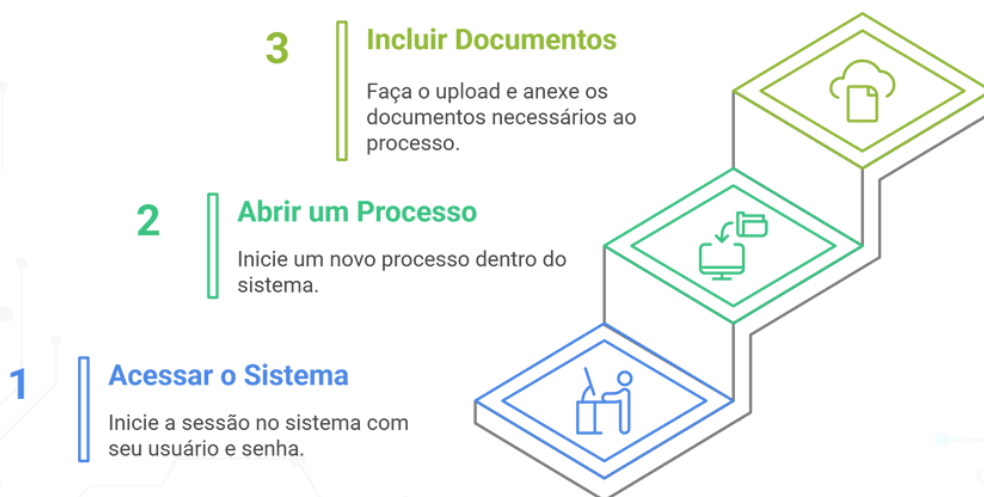 3
Incluir Documentos
Faça o upload e anexe os
documentos necessários ao
processo.
2
Abrir um Processo
Inicie um novo processo dentro do
sistema.
1
Acessar o Sistema
Inicie a sessão no sistema com
seu usuário e senha.